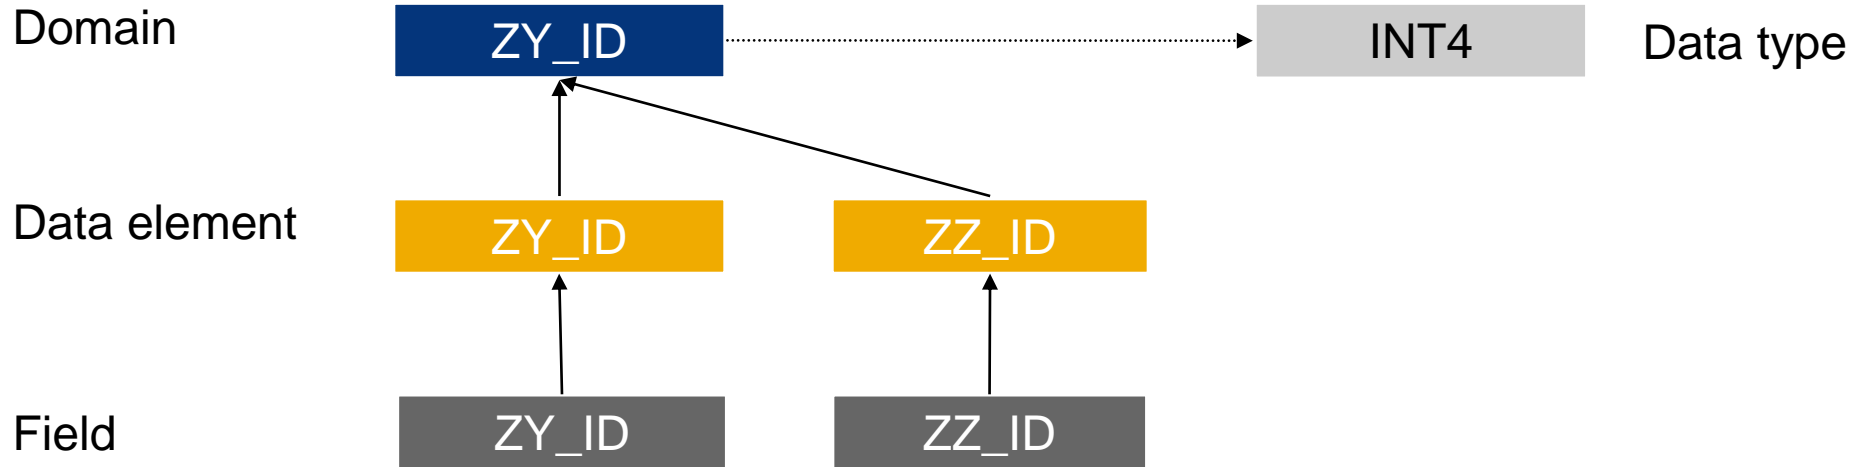 Domain ZY_ID INT4 Data type
Data element ZY_ID ZZ_ID
Field ZY_ID ZZ_ID